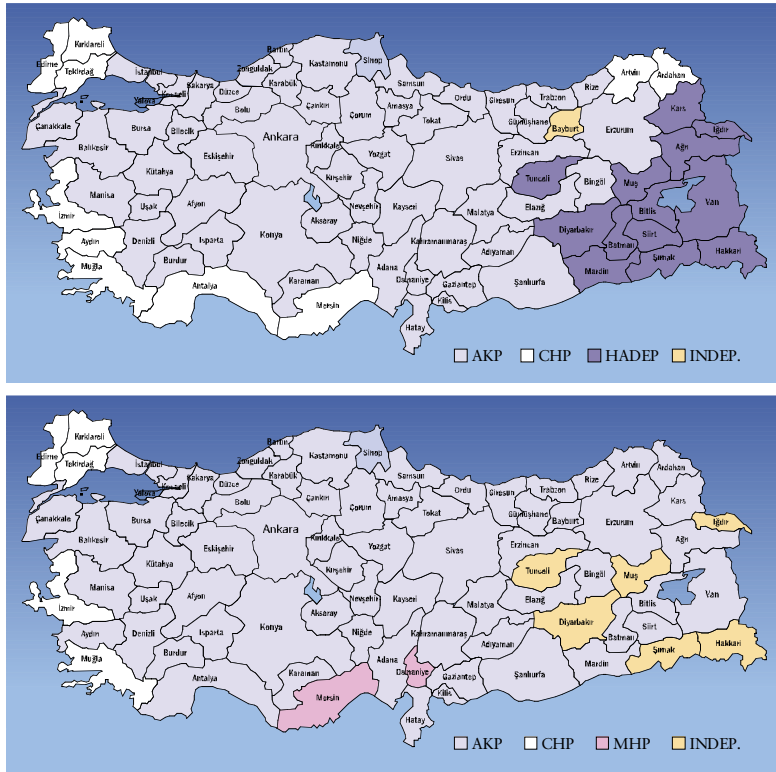 Kırklareli
Edirne
Tekirdağ
İstanbul
Bartın
Zonguldak
Kastamonu
Sinop
Karabük
Sakarya
Düzce
Bolu
Çankırı
Samsun
Ordu
Giresun
Trabzon
Rize
Artvin
Ardahan
Kars
Iğdır
Ağrı
Çanakkale
Balıkesir
Bursa
Bilecik
Ankara
Çorum
Amasya
Tokat
Gümüşhane
Bayburt
Erzurum
Erzincan
Eskişehir
Kütahya
Kırıkkale
Yozgat
Sivas
Tunceli
Bingöl
Muş
Manisa
Uşak
Afyon
Kırşehir
Nevşehir
Kayseri
Malatya
Elazığ
Bitlis
Van
İzmir
Aydın
Denizli
Isparta
Konya
Aksaray
Niğde
Kahramanmaraş
Adıyaman
Diyarbakır
Batman
Siirt
Şırnak
Hakkari
Muğla
Burdur
Antalya
Karaman
Mersin
Adana
Osmaniye
Gaziantep
Kilis
Şanlıurfa
Mardin
Hatay
AKP CHP HADEP INDEP.
Kırklareli
Edirne
Tekirdağ
İstanbul
Bartın
Zonguldak
Kastamonu
Sinop
Karabük
Sakarya
Düzce
Bolu
Çankırı
Samsun
Ordu
Giresun
Trabzon
Rize
Artvin
Ardahan
Kars
Iğdır
Ağrı
Çanakkale
Balıkesir
Bursa
Bilecik
Ankara
Çorum
Amasya
Tokat
Gümüşhane
Bayburt
Erzurum
Erzincan
Eskişehir
Kütahya
Kırıkkale
Yozgat
Sivas
Tunceli
Bingöl
Muş
Manisa
Uşak
Afyon
Kırşehir
Nevşehir
Kayseri
Malatya
Elazığ
Bitlis
Van
İzmir
Aydın
Denizli
Isparta
Konya
Aksaray
Niğde
Kahramanmaraş
Adıyaman
Diyarbakır
Batman
Siirt
Şırnak
Hakkari
Muğla
Burdur
Antalya
Karaman
Mersin
Adana
Osmaniye
Gaziantep
Kilis
Şanlıurfa
Mardin
Hatay
AKP CHP MHP INDEP.